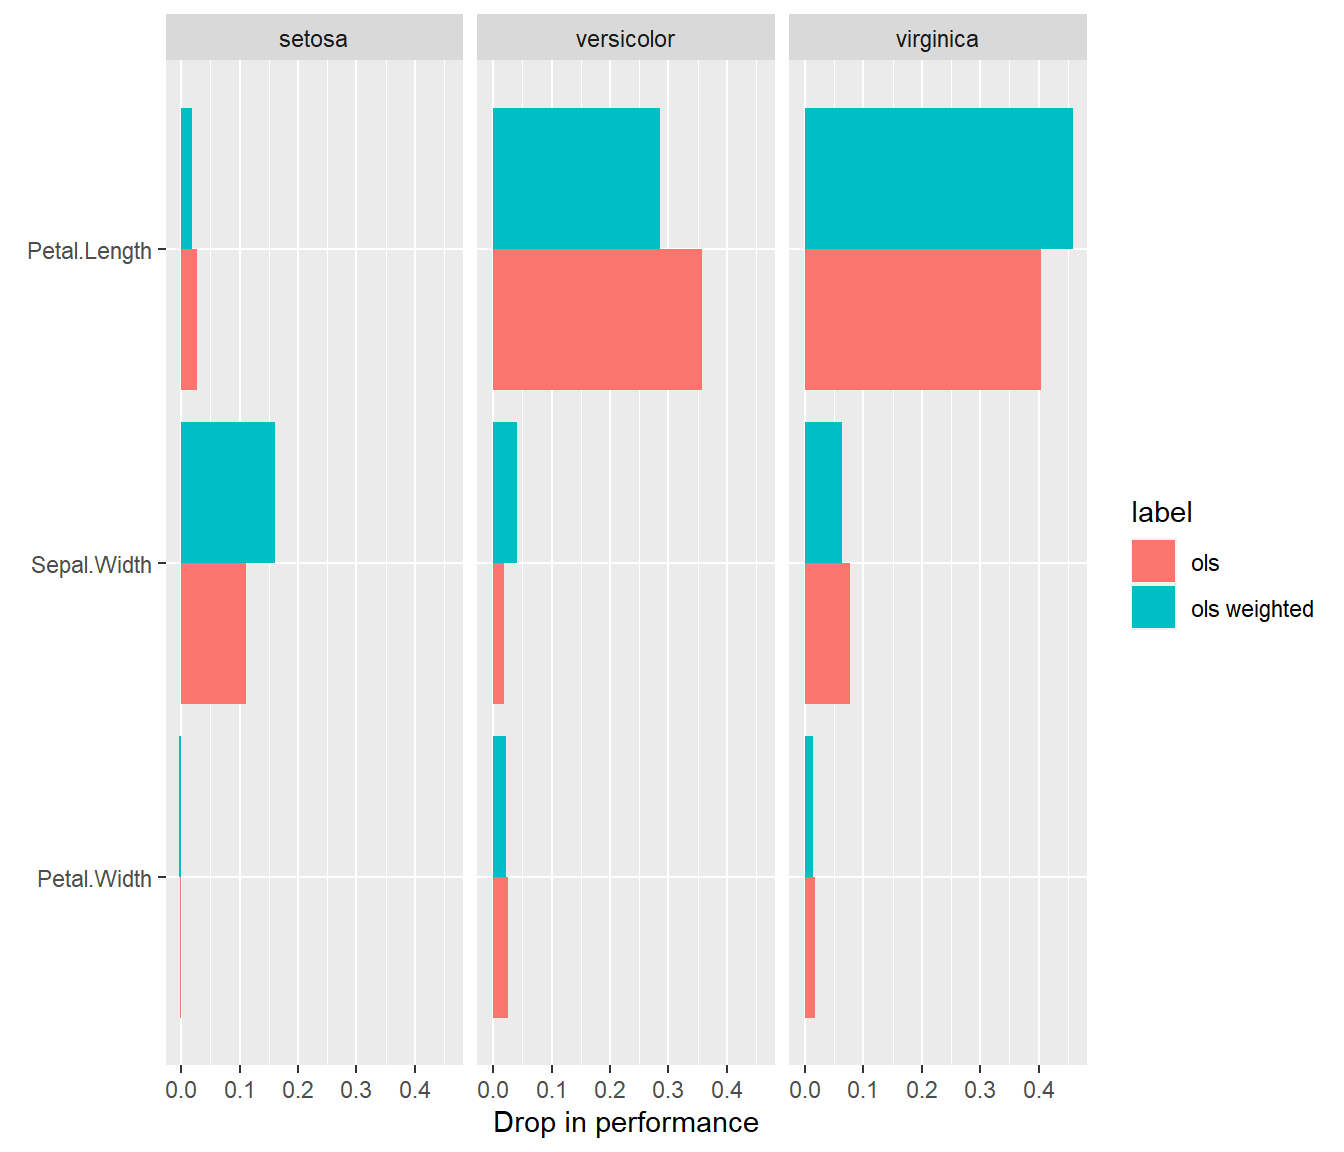 setosa
versicolor
virginica
Petal.Length
Sepal.Width
Petal.Width
0.0 0.1 0.2 0.3 0.4
0.0 0.1 0.2 0.3 0.4
0.0 0.1 0.2 0.3 0.4
Drop in performance
label
ols
ols weighted